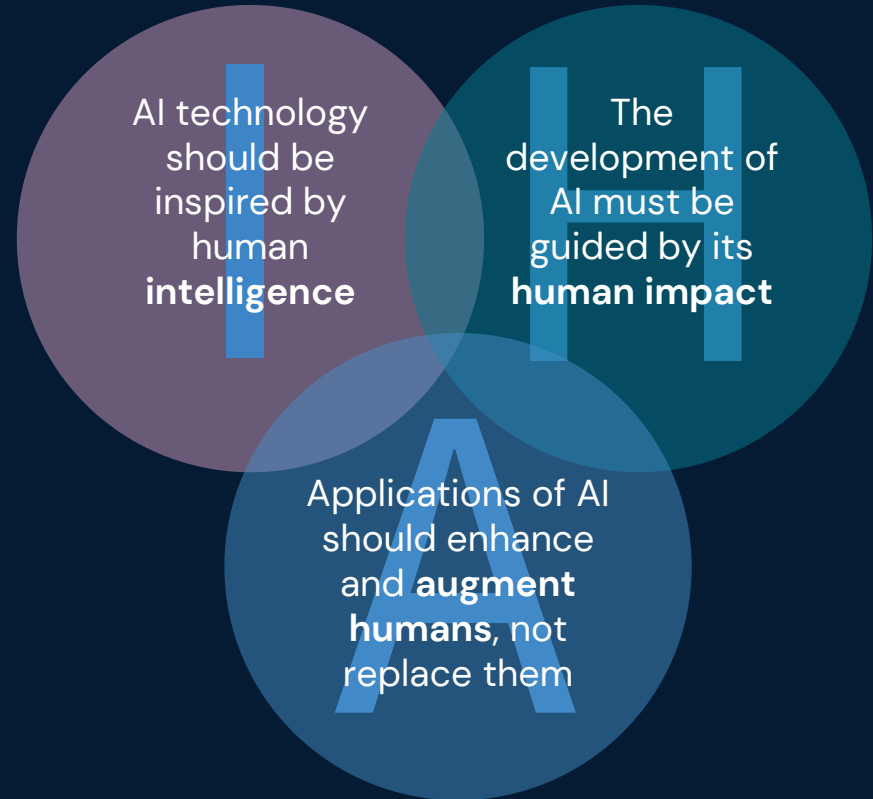 I
AI technology
should be
inspired by
human
intelligence
H
The
development of
AI must be
guided by its
human impact
A
Applications of AI
should enhance
and augment
humans, not
replace them